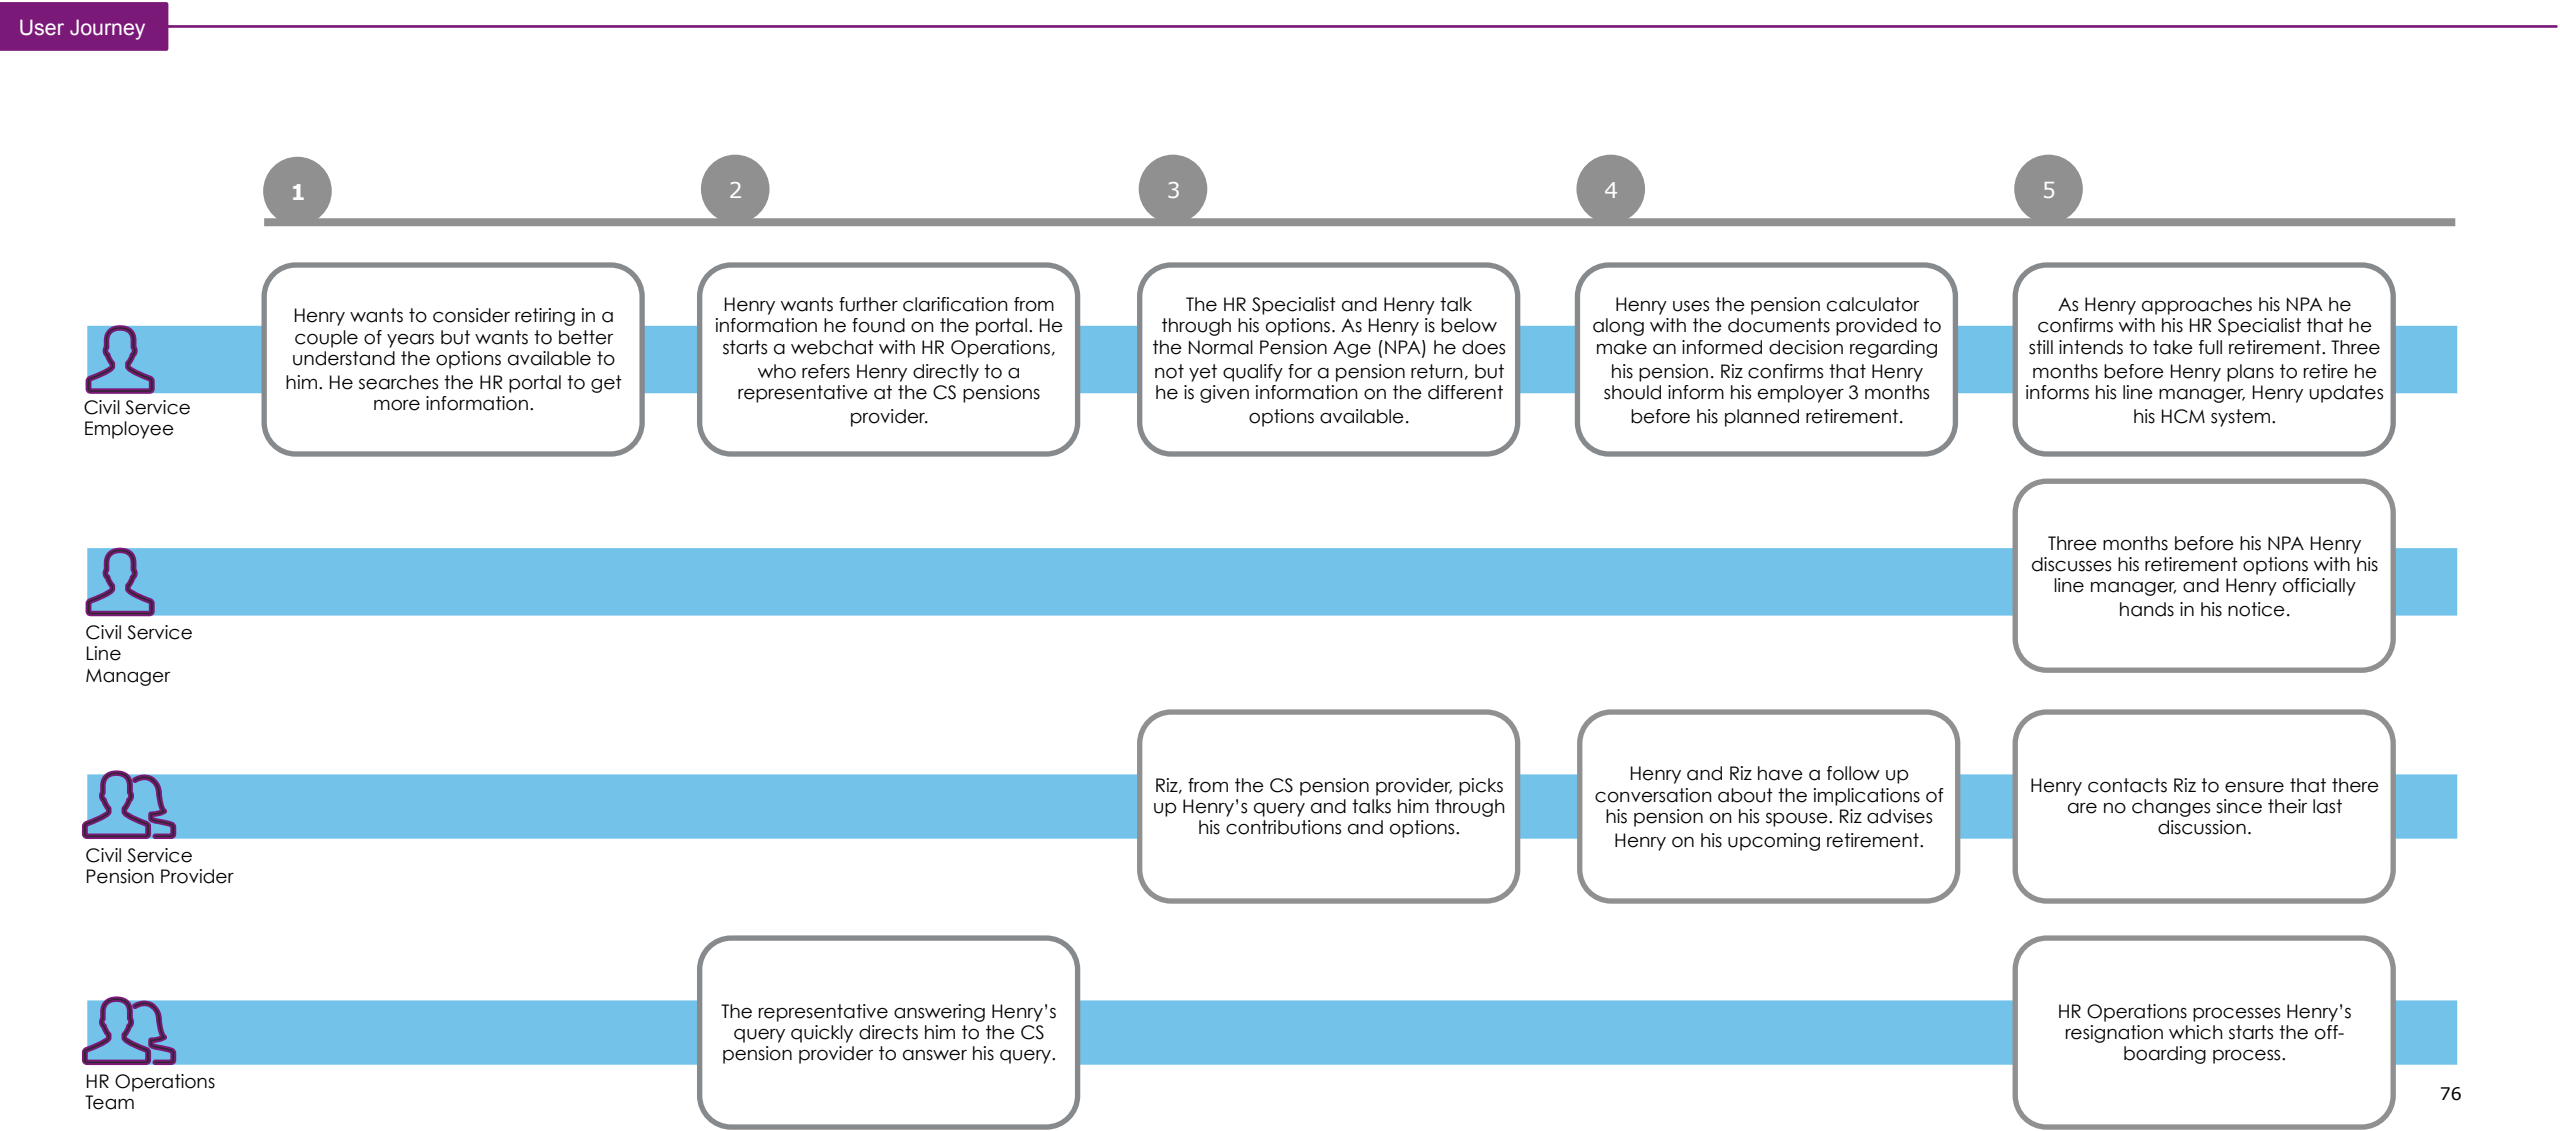 User Journey
1
2
3
4
5
Henry wants to consider retiring in a
couple of years but wants to better
understand the options available to
him. He searches the HR portal to get
more information.
Henry wants further clarification from
information he found on the portal. He
starts a webchat with HR Operations,
who refers Henry directly to a
representative at the CS pensions
provider.
The HR Specialist and Henry talk
through his options. As Henry is below
the Normal Pension Age (NPA) he does
not yet qualify for a pension return, but
he is given information on the different
options available.
Henry uses the pension calculator
along with the documents provided to
make an informed decision regarding
his pension. Riz confirms that Henry
should inform his employer 3 months
before his planned retirement.
As Henry approaches his NPA he
confirms with his HR Specialist that he
still intends to take full retirement. Three
months before Henry plans to retire he
informs his line manager, Henry updates
his HCM system.
Civil Service
Employee
Three months before his NPA Henry
discusses his retirement options with his
line manager, and Henry officially
hands in his notice.
Civil Service
Line
Manager
Riz, from the CS pension provider, picks
up Henry’s query and talks him through
his contributions and options.
Henry and Riz have a follow up
conversation about the implications of
his pension on his spouse. Riz advises
Henry on his upcoming retirement.
Henry contacts Riz to ensure that there
are no changes since their last
discussion.
Civil Service
Pension Provider
The representative answering Henry’s
query quickly directs him to the CS
pension provider to answer his query.
HR Operations processes Henry’s
resignation which starts the off-
boarding process.
HR Operations
Team
76